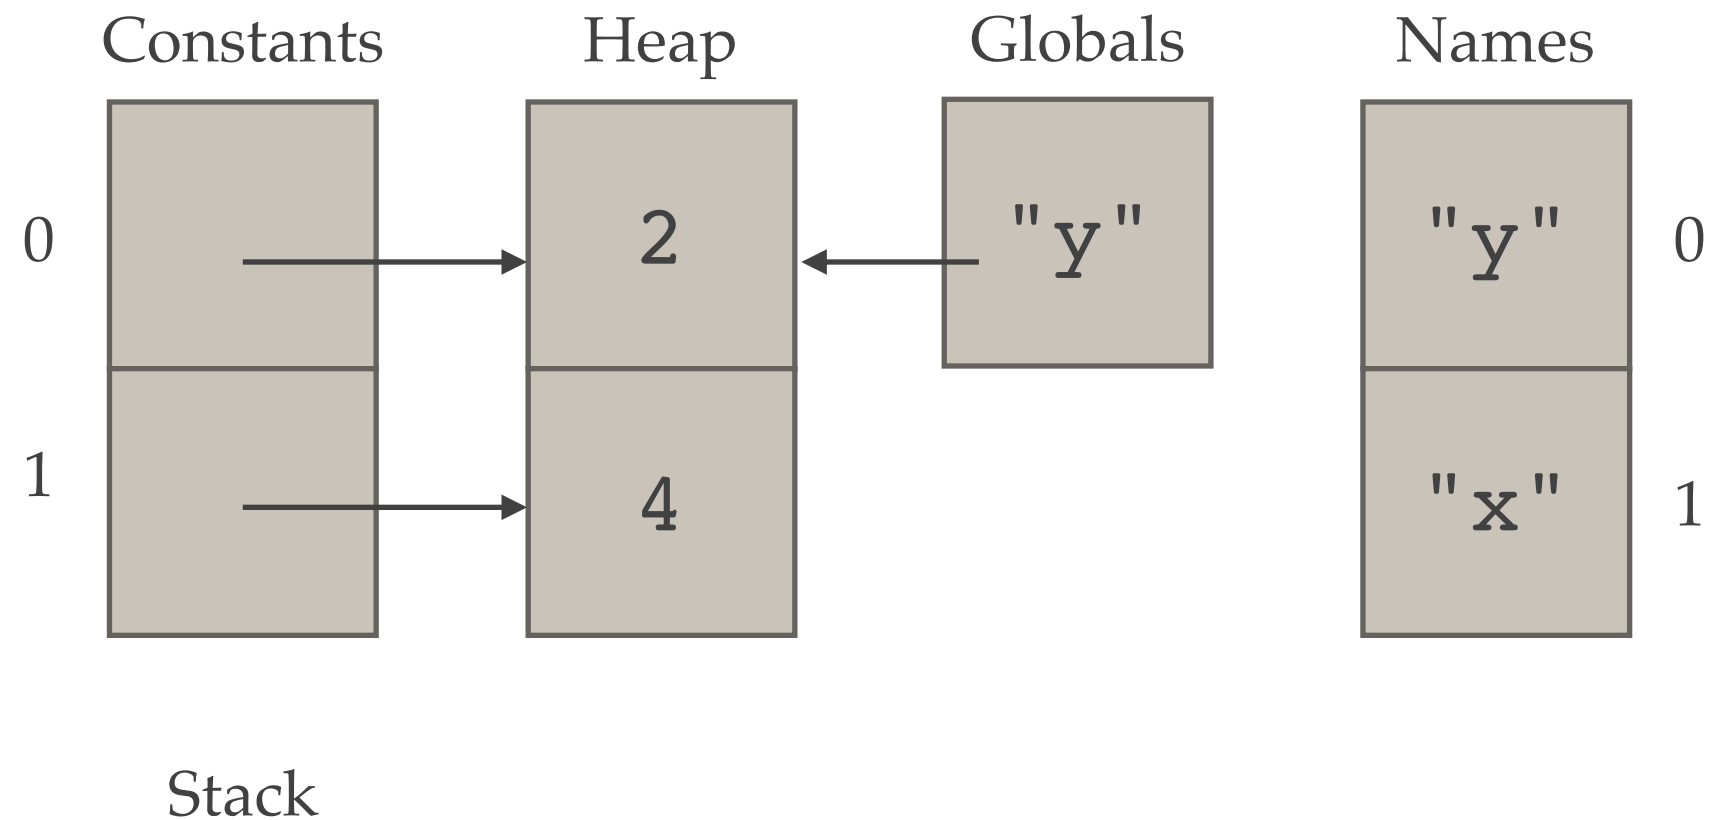 Constants Heap Globals Names
0 2 "y" "y" 0
1 4 "x" 1
Stack